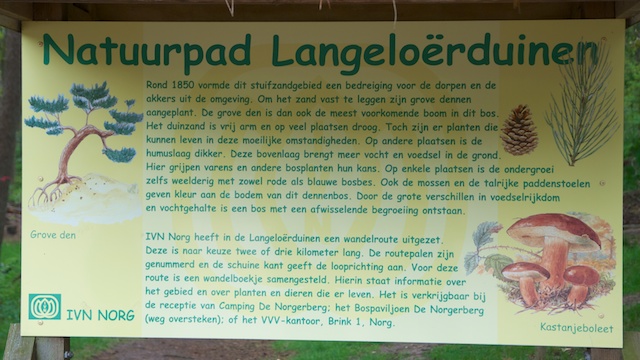 Natuurpad Langeloërduinen
Rond 1850 vormde dit stuifzandgebied een bedreiging voor de dorpen en de
akkers uit de omgeving. Om het zand vast te leggen zijn grove dennen
aangeplant. De grove den is dan ook de meest voorkomende boom in dit bos.
Het duinzand is vrij arm en op veel plaatsen droog. Toch zijn er planten die
kunnen leven in deze moeilijke omstandigheden. Op andere plaatsen is de
humuslaag dikker. Deze bovenlaag brengt meer vocht en voedsel in de grond.
Hier grijpen varens en andere bosplanten hun kans. Op enkele plaatsen is de ondergroei
zelfs weelderig met zowel rode als blauwe bosbes. Ook de mossen en de talrijke paddenstoelen
geven kleur aan de bodem van dit dennenbos. Door de grote verschillen in voedselrijkdom
en vochtgehalte is een bos met een afwisselende begroeiing ontstaan.
Grove den
IVN Norg heeft in de Langeloërduinen een wandelroute uitgezet.
Deze is naar keuze twee of drie kilometer lang. De routepalen zijn
genummerd en de schuine kant geeft de looprichting aan. Voor deze
route is een wandelboekje samengesteld. Hierin staat informatie over
het gebied en over planten en dieren die er leven. Het is verkrijgbaar bij
de receptie van Camping De Norgerberg; het Bospaviljoen De Norgerberg
(weg oversteken); of het VVV-kantoor, Brink 1, Norg.
IVN NORG
Kastanjeboleet